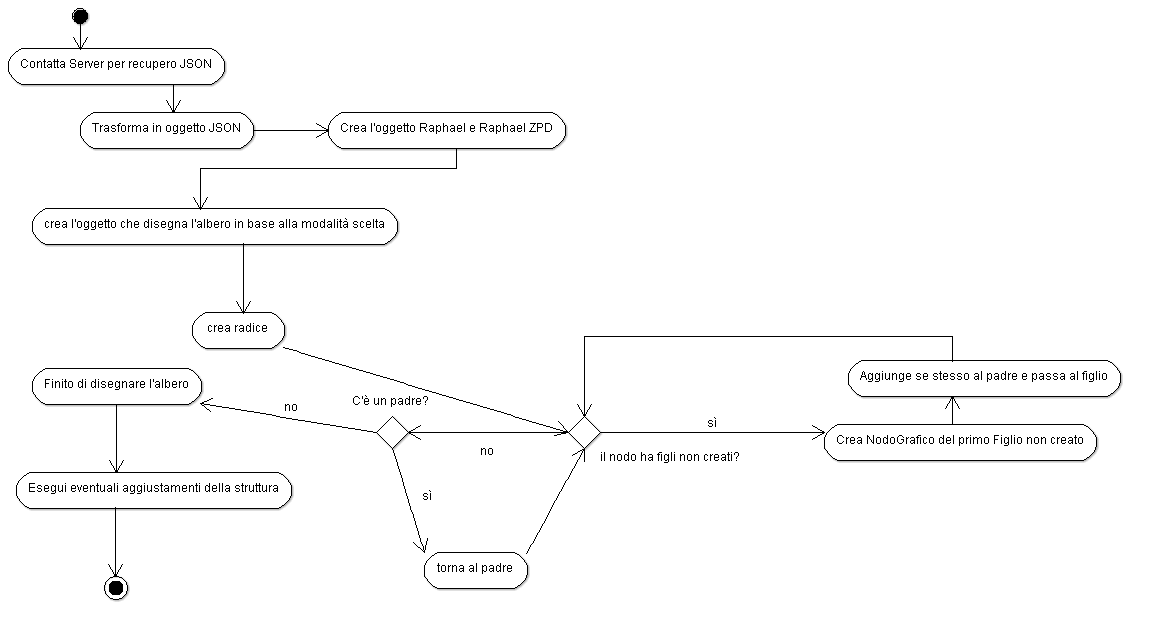 Contatta Server per recupero JSON
Trasforma in oggetto JSON
Crea l'oggetto Raphael e Raphael ZPD
crea l'oggetto che disegna l'albero in base alla modalità scelta
crea radice
Finito di disegnare l'albero
no
C'è un padre?
no
sì
torna al padre
il nodo ha figli non creati?
sì
Aggiunge se stesso al padre e passa al figlio
Crea NodoGrafico del primo Figlio non creato
Esegui eventuali aggiustamenti della struttura